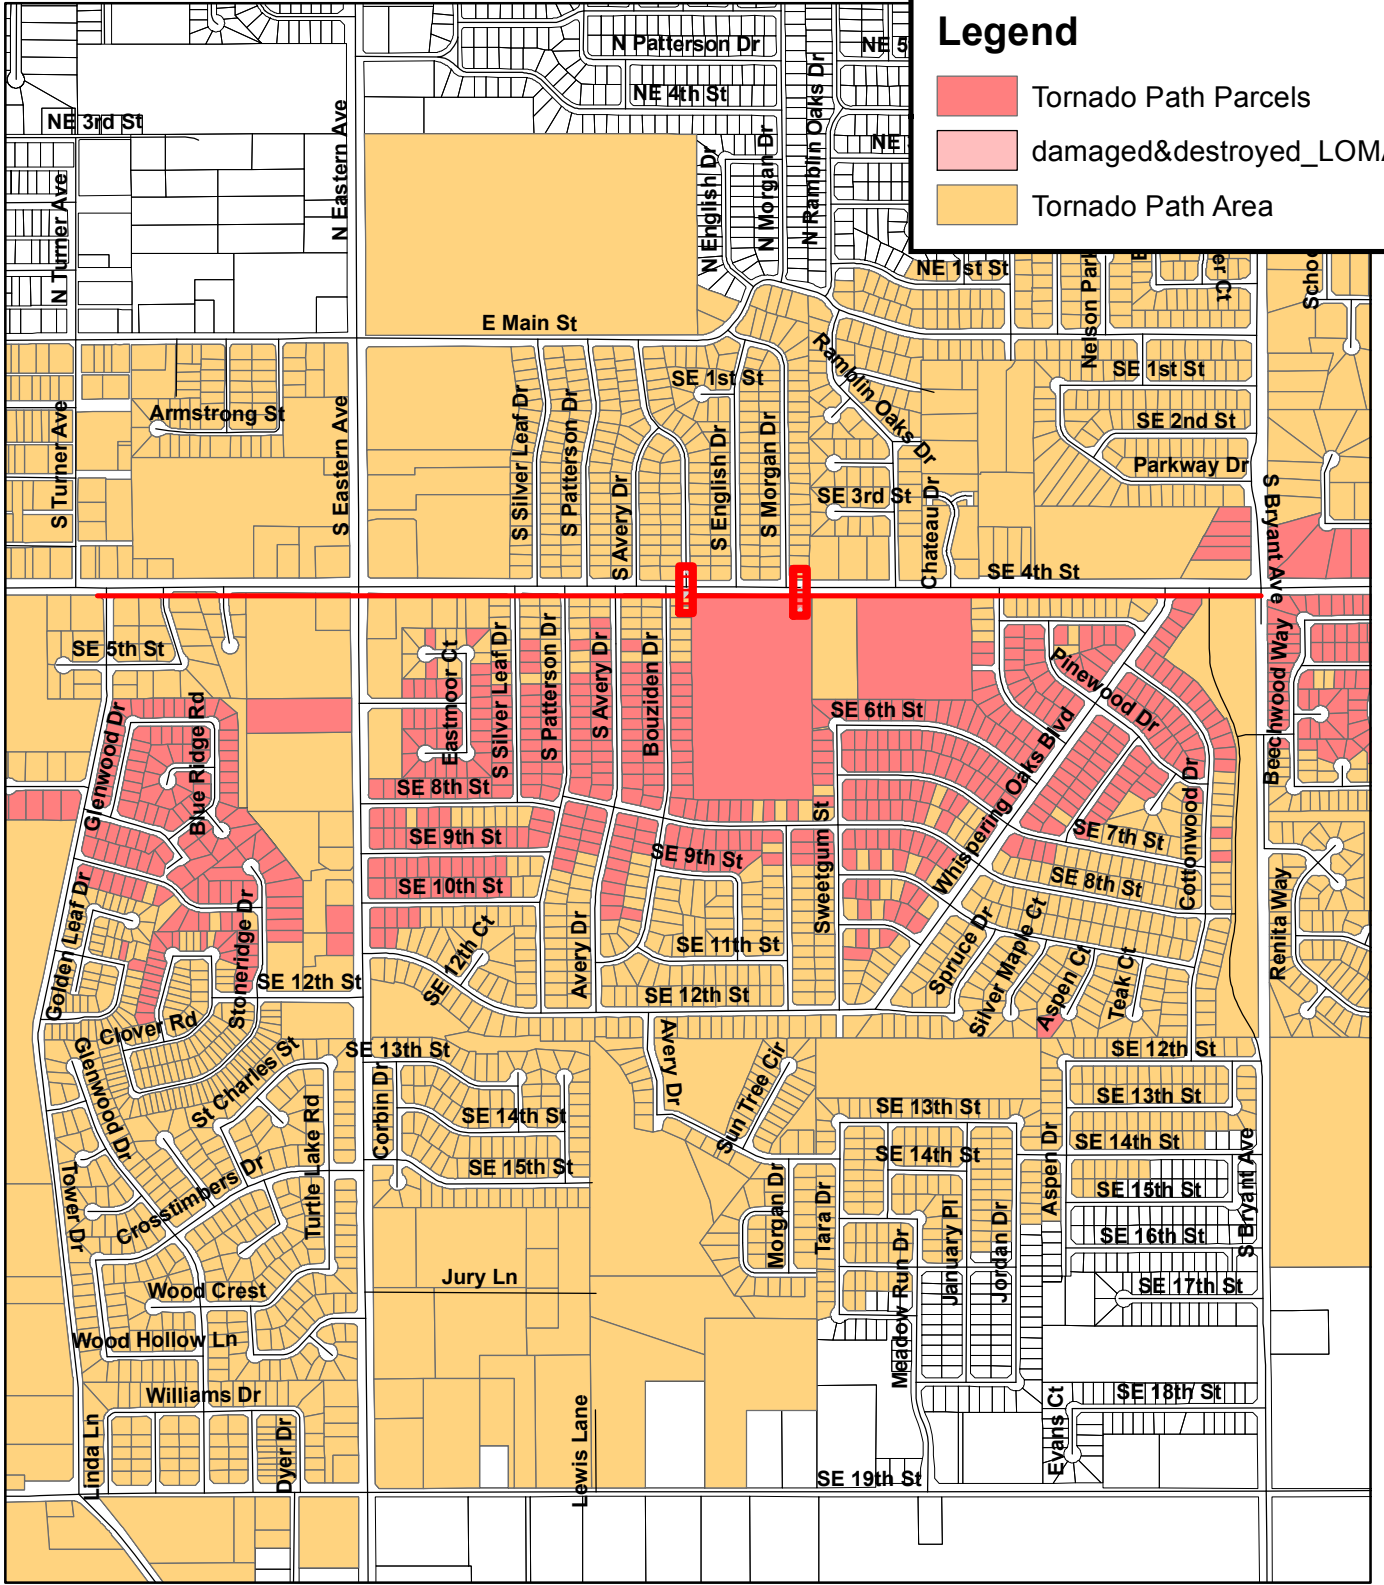 Legend
Tornado Path Parcels
damaged&destroyed_LOMA
Tornado Path Area
N Patterson Dr
NE 5
NE 4th St
NE 3rd St
NE
N Eastern Ave
N Turner Ave
N English Dr
N Morgan Dr
N Ramblin Oaks Dr
NE 1st St
Nelson Park
er Ct
Schoo
E Main St
SE 1st St
Ramblin Oaks Dr
SE 1st St
Armstrong St
SE 2nd St
Parkway Dr
S Turner Ave
S Eastern Ave
S Silver Leaf Dr
S Patterson Dr
S Avery Dr
S English Dr
S Morgan Dr
SE 3rd St
Chateau Dr
S Bryant Ave
SE 4th St
SE 5th St
Eastmoor Ct
S Silver Leaf Dr
S Patterson Dr
S Avery Dr
Bouziden Dr
Pinewood Dr
Beechwood Way
Glenwood Dr
Blue Ridge Rd
SE 6th St
Whispering Oaks Blvd
SE 8th St
SE 9th St
SE 9th St
SE 7th St
Cottonwood Dr
SE 10th St
SE 8th St
Sweetgum St
Golden Leaf Dr
Stoneridge Dr
SE 12th Ct
Avery Dr
SE 11th St
Spruce Dr
Silver Maple Ct
Aspen Ct
Teak Ct
Renita Way
SE 12th St
SE 12th St
Clover Rd
Glenwood Dr
St Charles St
SE 13th St
Avery Dr
Sun Tree Cir
SE 12th St
Corbin Dr
SE 14th St
SE 13th St
SE 13th St
Turtle Lake Rd
SE 15th St
SE 14th St
Aspen Dr
SE 14th St
Tower Dr
Crosstimbers Dr
Morgan Dr
Tara Dr
Meadow Run Dr
January Pl
Jordan Dr
SE 15th St
SE 16th St
S Bryant Ave
Jury Ln
SE 17th St
Wood Crest
Wood Hollow Ln
Williams Dr
SE 18th St
Linda Ln
Dyer Dr
Lewis Lane
Evans Ct
SE 19th St